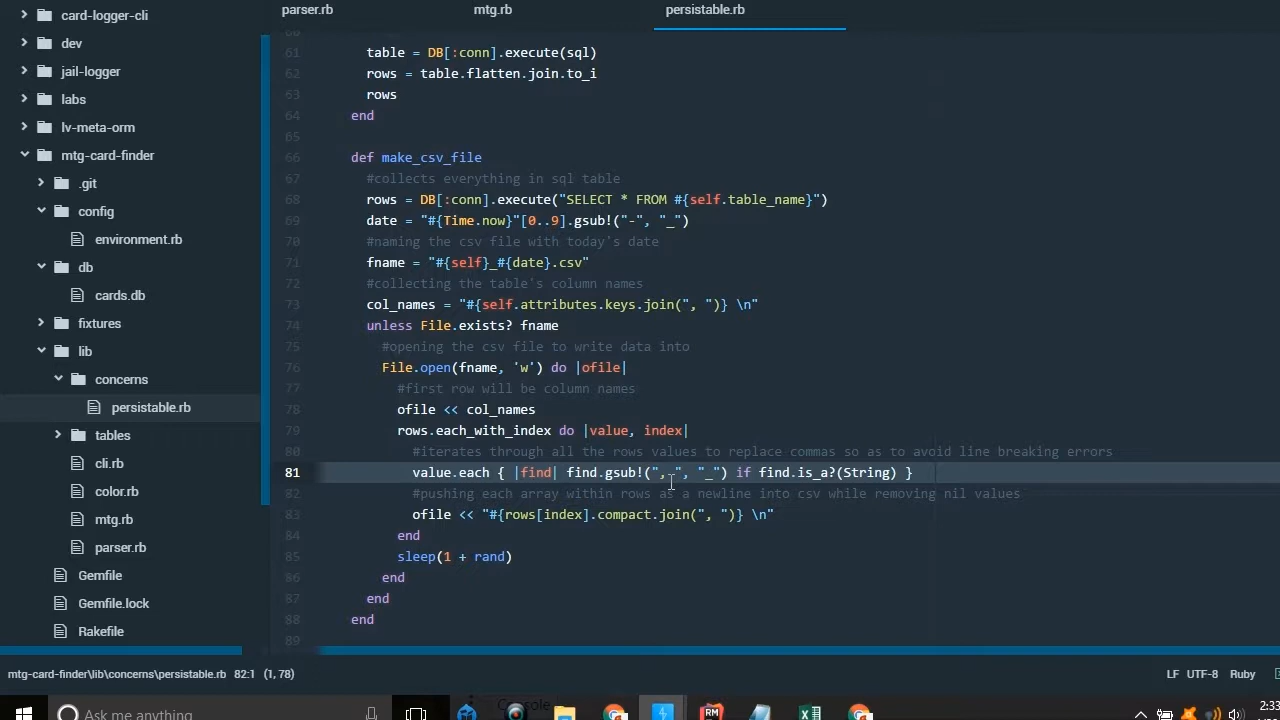 parser.rb mtg.rb persistable.rb
card-logger-cli
dev
jail-logger
labs
lv-meta-orm
mtg-card-finder
.git
config
environment.rb
db
cards.db
fixtures
lib
concerns
persistable.rb
tables
cli.rb
color.rb
mtg.rb
parser.rb
Gemfile
Gemfile.lock
Rakefile
61 table = DB[:conn].execute(sql)
62 rows = table.flatten.join.to_i
63 rows
64 end
65
66 def make_csv_file
67 #collects everything in sql table
68 rows = DB[:conn].execute("SELECT * FROM #{self.table_name}")
69 date = "#{Time.now}"[0..9].gsub!("-", "_")
70 #naming the csv file with today's date
71 fname = "#{self}_#{date}.csv"
72 #collecting the table's column names
73 col_names = "#{self.attributes.keys.join(", ")} \n"
74 unless File.exists? fname
75 #opening the csv file to write data into
76 File.open(fname, 'w') do |ofile|
77 #first row will be column names
78 ofile << col_names
79 rows.each_with_index do |value, index|
80 #iterates through all the rows values to replace commas so as to avoid line breaking errors
81 value.each { |find| find.gsub!(",", "_") if find.is_a?(String) }
82 #pushing each array within rows as a newline into csv while removing nil values
83 ofile << "#{rows[index].compact.join(", ")} \n"
84 end
85 sleep(1 + rand)
86 end
87 end
88 end
89
mtg-card-finder\lib\concerns\persistable.rb 82:1 (1, 78) LF UTF-8 Ruby
Console
Ask me anything